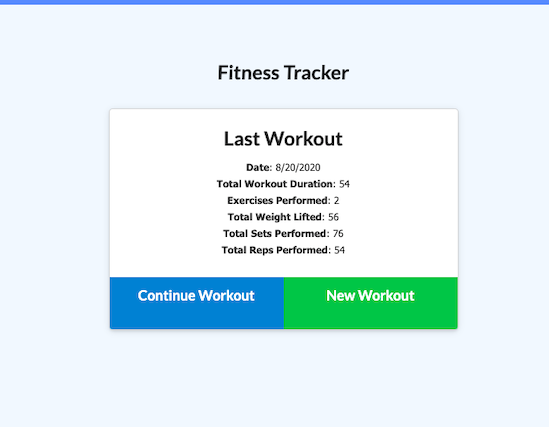 Fitness Tracker
Last Workout
Date: 8/20/2020
Total Workout Duration: 54
Exercises Performed: 2
Total Weight Lifted: 56
Total Sets Performed: 76
Total Reps Performed: 54
Continue Workout
New Workout